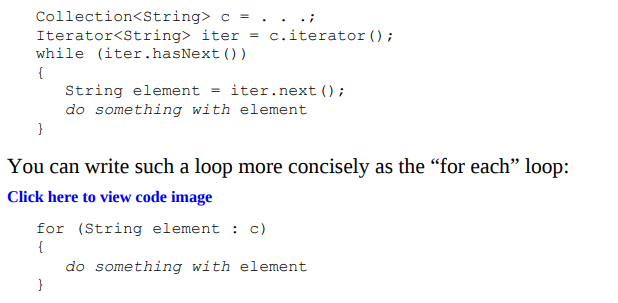 Collection<String> c = . . .;
Iterator<String> iter = c.iterator();
while (iter.hasNext())
{
String element = iter.next();
do something with element
}
You can write such a loop more concisely as the “for each” loop:
Click here to view code image
for (String element : c)
{
do something with element
}